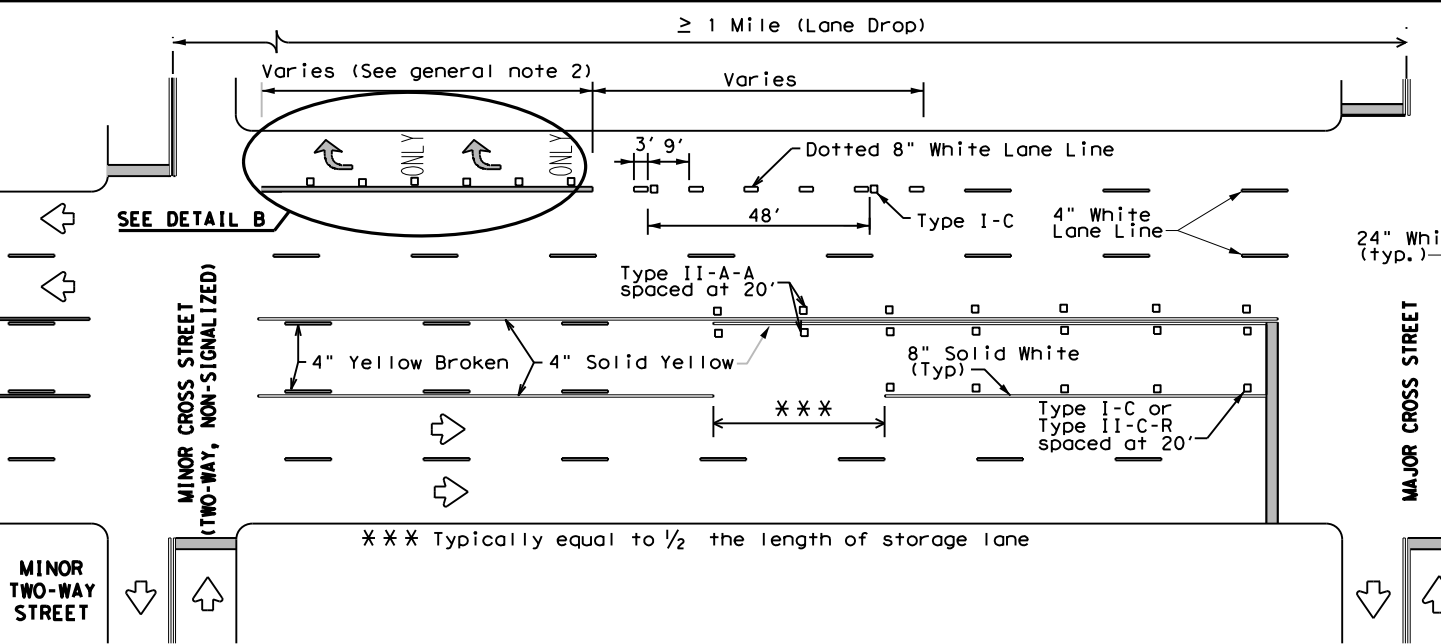 ≥ 1 Mile (Lane Drop)
Varies (See general note 2)
Varies
ONLY
ONLY
3' 9'
Dotted 8" White Lane Line
SEE DETAIL B
48'
Type I-C
4" White
Lane Line
24" Whi
(typ.)
Type II-A-A
spaced at 20'
MINOR CROSS STREET
(TWO-WAY, NON-SIGNALIZED)
4" Yellow Broken
4" Solid Yellow
8" Solid White
(Typ)
***
Type I-C or
Type II-C-R
spaced at 20'
MAJOR CROSS STREET
*** Typically equal to ½ the length of storage lane
MINOR
TWO-WAY
STREET